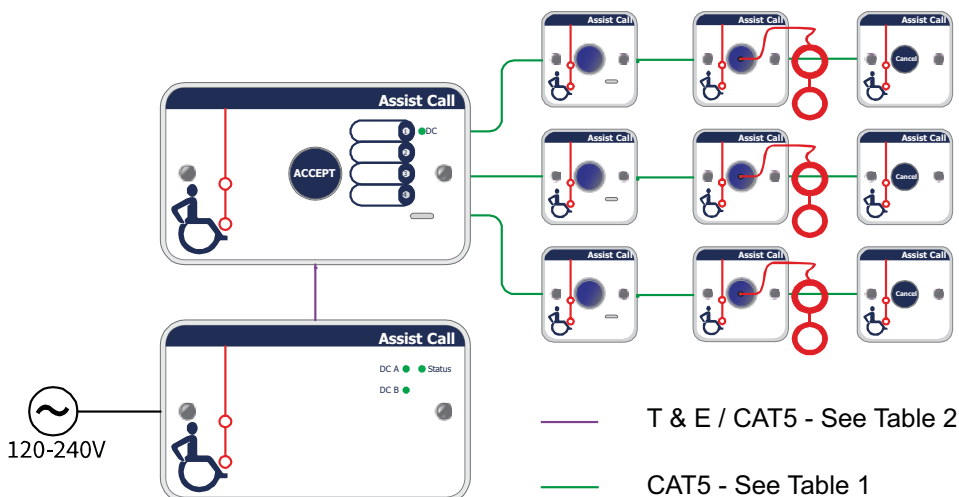 Assist Call
Assist Call
Assist Call
Cancel
Assist Call
ACCEPT
1
DC
2
3
4
Assist Call
Assist Call
Assist Call
Cancel
Assist Call
Assist Call
Assist Call
Cancel
Assist Call
DC A
Status
DC B
120-240V
T & E / CAT5 - See Table 2
CAT5 - See Table 1